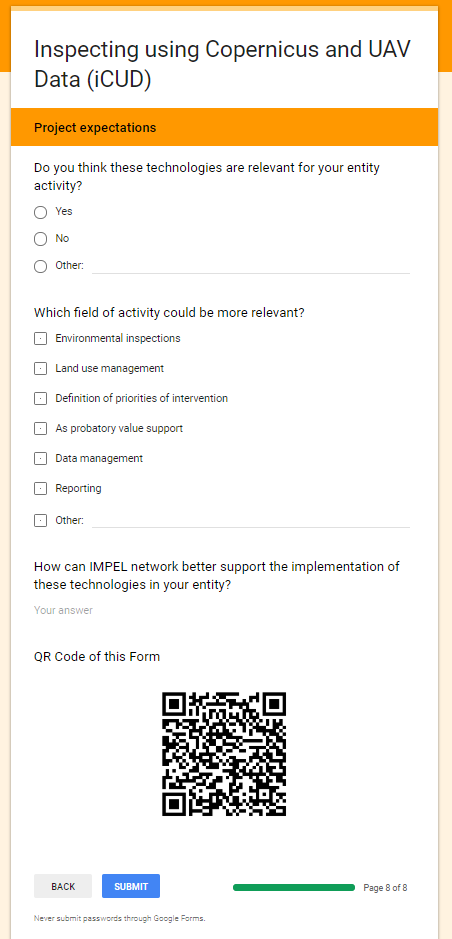 Inspecting using Copernicus and UAV
Data (iCUD)
Project expectations
Do you think these technologies are relevant for your entity
activity?
Yes
No
Other:
Which field of activity could be more relevant?
Environmental inspections
Land use management
Definition of priorities of intervention
As probatory value support
Data management
Reporting
Other:
How can IMPEL network better support the implementation of
these technologies in your entity?
Your answer
QR Code of this Form
BACK
SUBMIT
Page 8 of 8
Never submit passwords through Google Forms.